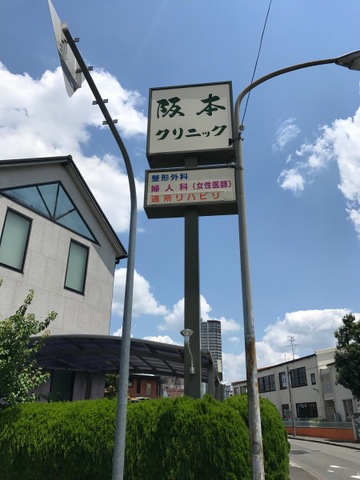 阪本
クリニック
整形外科
婦人科（女性医師）
通所リハビリ